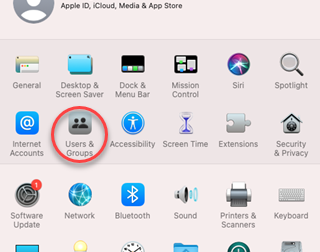 Apple ID, iCloud, Media & App Store
General
Desktop &
Screen Saver
Dock &
Menu Bar
Mission
Control
Siri
Spotlight
Internet
Accounts
Users &
Groups
Accessibility
Screen Time
Extensions
Security
& Privacy
1
Software
Update
Network
Bluetooth
Sound
Printers &
Scanners
Keyboard